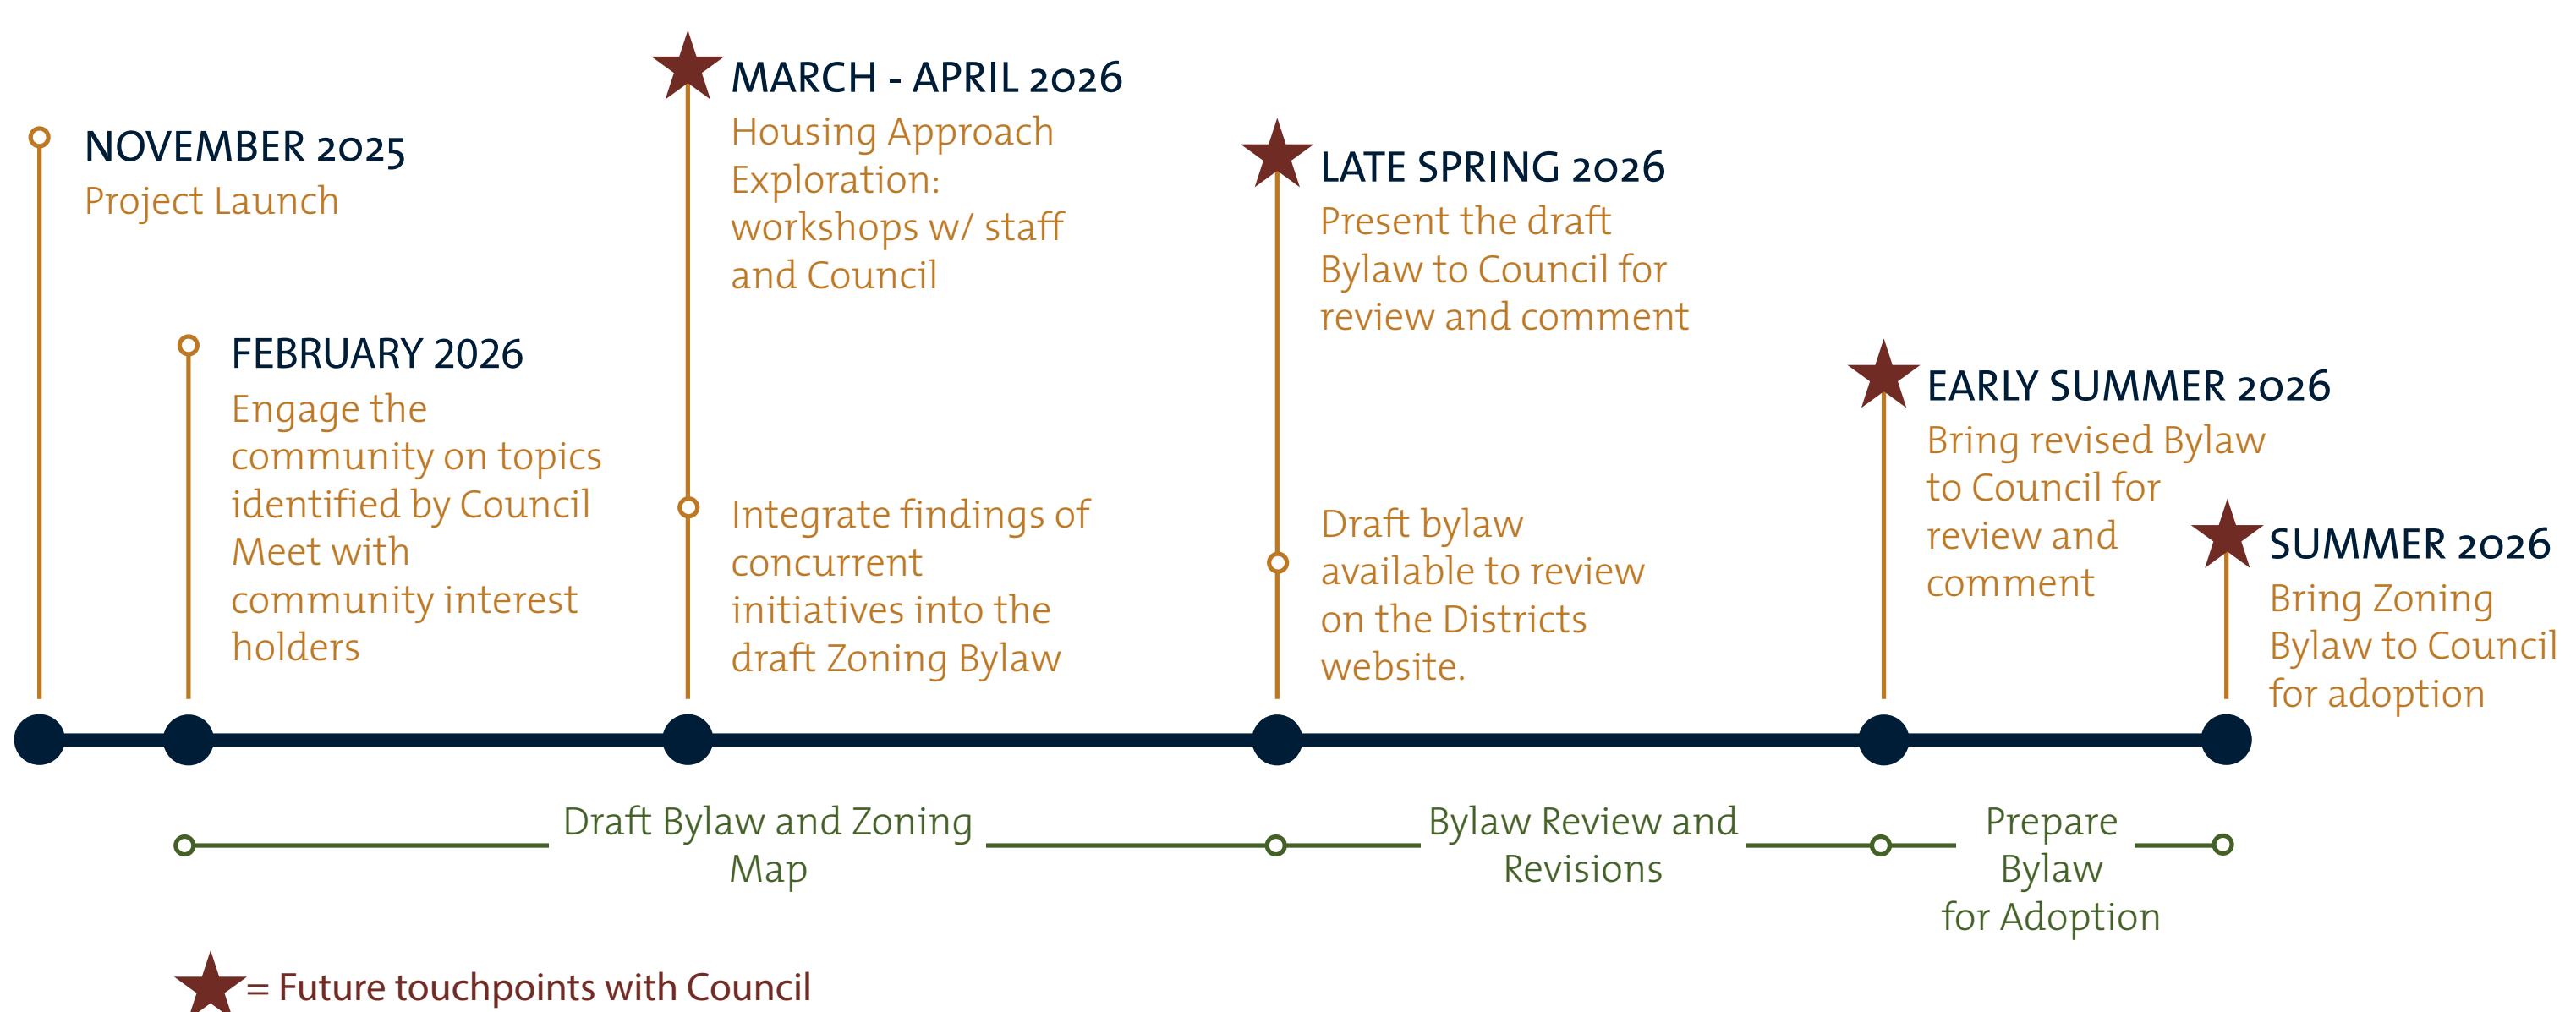 NOVEMBER 2025
Project Launch
FEBRUARY 2026
Engage the
community on topics
identified by Council
Meet with
community interest
holders
MARCH - APRIL 2026
Housing Approach
Exploration:
workshops w/ staff
and Council
Integrate findings of
concurrent
initiatives into the
draft Zoning Bylaw
LATE SPRING 2026
Present the draft
Bylaw to Council for
review and comment
Draft bylaw
available to review
on the Districts
website.
EARLY SUMMER 2026
Bring revised Bylaw
to Council for
review and
comment
SUMMER 2026
Bring Zoning
Bylaw to Council
for adoption
Draft Bylaw and Zoning
Map
Bylaw Review and
Revisions
Prepare
Bylaw
for Adoption
= Future touchpoints with Council